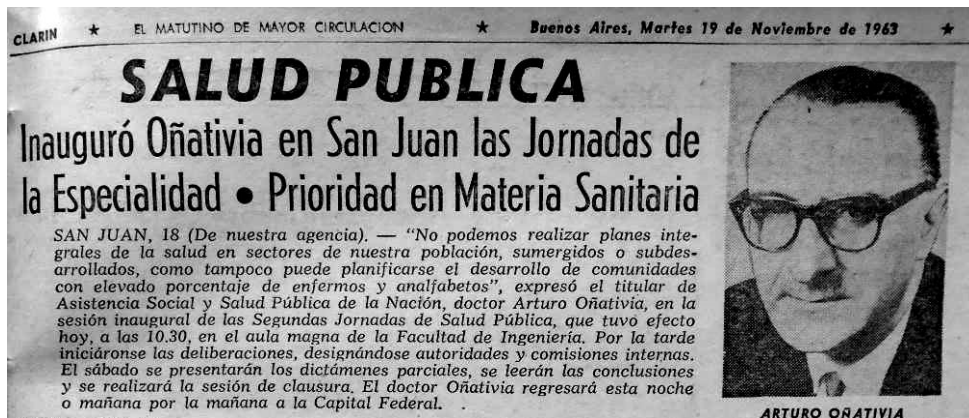 CLARIN ★ EL MATUTINO DE MAYOR CIRCULACION ★ Buenos Aires, Martes 19 de Noviembre de 1963 ★
SALUD PUBLICA
Inauguró Oñativia en San Juan las Jornadas de
la Especialidad • Prioridad en Materia Sanitaria
SAN JUAN, 18 (De nuestra agencia). — "No podemos realizar planes inte-
grales de la salud en sectores de nuestra población, sumergidos o subdes-
arrollados, como tampoco puede planificarse el desarrollo de comunidades
con elevado porcentaje de enfermos y analfabetos", expresó el titular de
Asistencia Social y Salud Pública de la Nación, doctor Arturo Oñativia, en la
sesión inaugural de las Segundas Jornadas de Salud Pública, que tuvo efecto
hoy, a las 10.30, en el aula magna de la Facultad de Ingeniería. Por la tarde
iniciáronse las deliberaciones, designándose autoridades y comisiones internas.
El sábado se presentarán los dictámenes parciales, se leerán las conclusiones
y se realizará la sesión de clausura. El doctor Oñativia regresará esta noche
o mañana por la mañana a la Capital Federal.
ARTURO OÑATIVIA